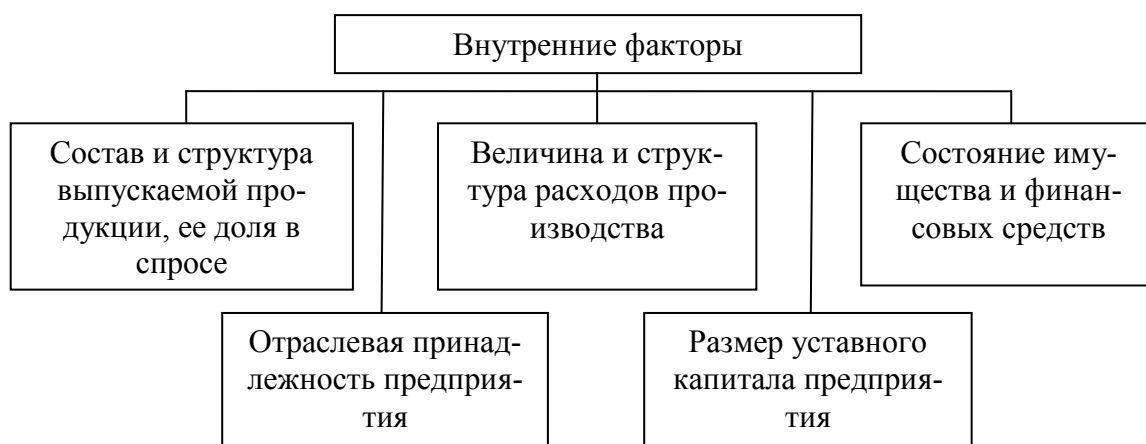 Внутренние факторы
Состав и структура
выпускаемой про-
дукции, ее доля в
спросе
Величина и струк-
тура расходов про-
изводства
Состояние иму-
щества и финан-
совых средств
Отраслевая принад-
лежность предприя-
тия
Размер уставного
капитала предприя-
тия